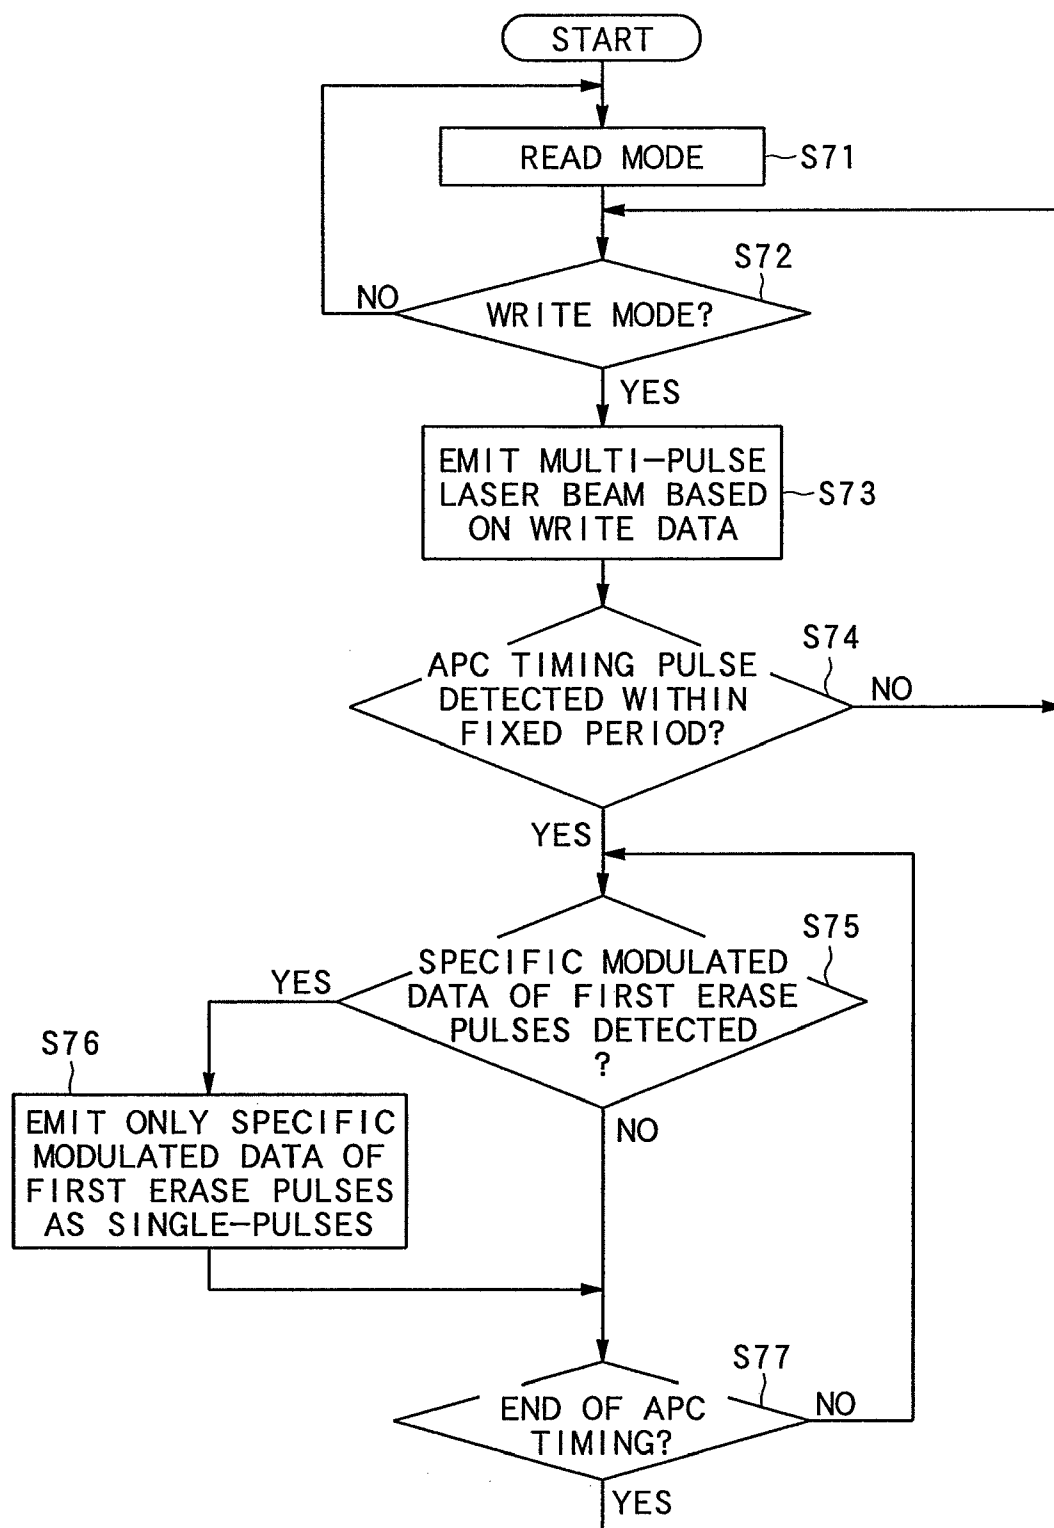 START
READ MODE
S71
S72
NO
WRITE MODE?
YES
EMIT MULTI-PULSE
LASER BEAM BASED
ON WRITE DATA
S73
S74
APC TIMING PULSE
DETECTED WITHIN
FIXED PERIOD?
NO
YES
S75
SPECIFIC MODULATED
DATA OF FIRST ERASE
PULSES DETECTED
?
YES
S76
NO
EMIT ONLY SPECIFIC
MODULATED DATA OF
FIRST ERASE PULSES
AS SINGLE-PULSES
S77
END OF APC
TIMING?
NO
YES